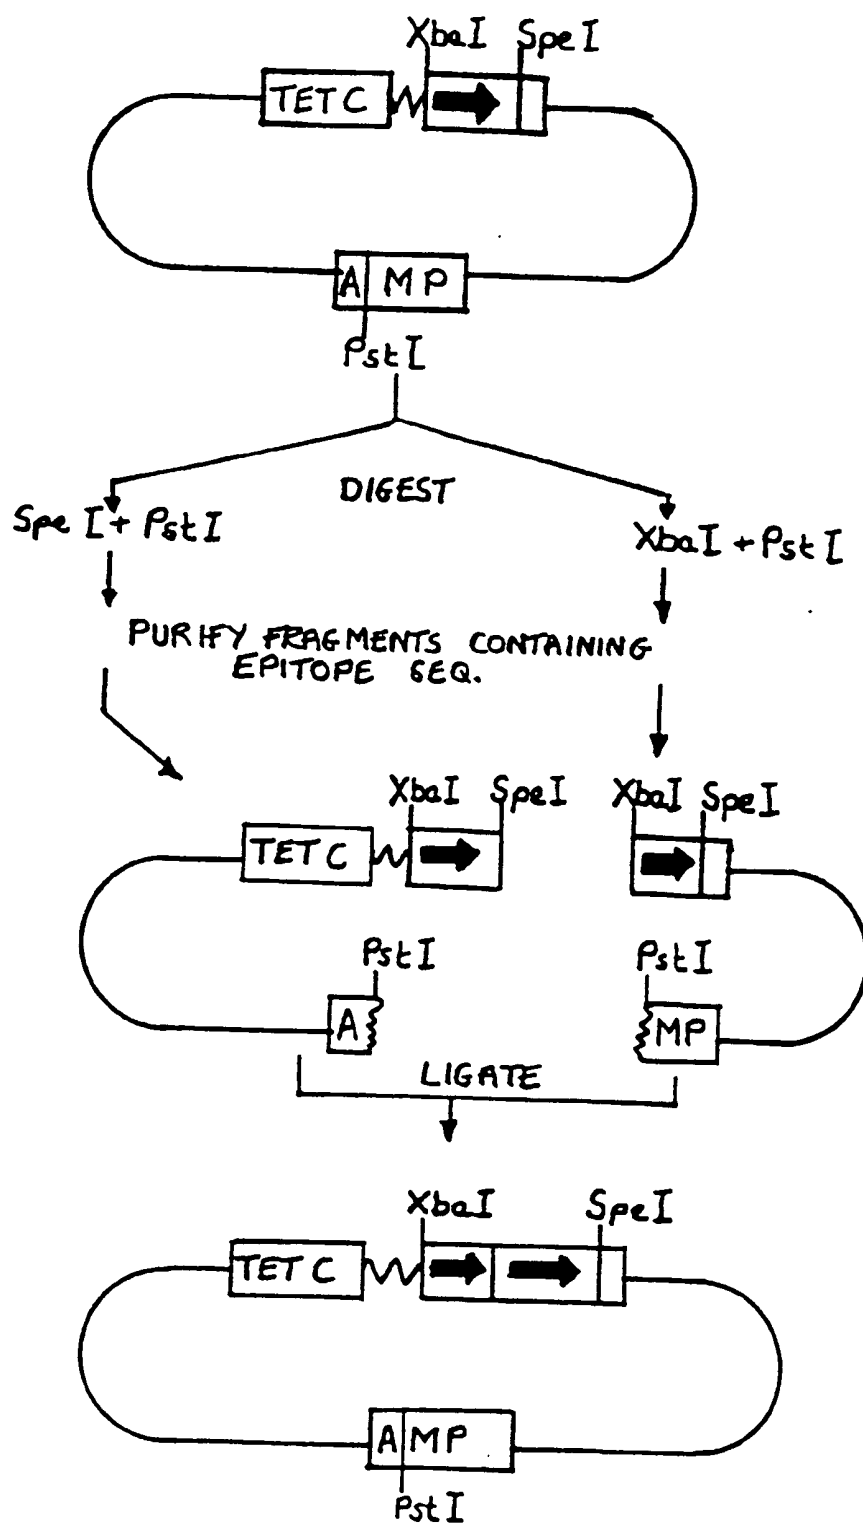 XbaI SpeI
TETC
A MP
PstI
DIGEST
SpeI + PstI
XbaI + PstI
PURIFY FRAGMENTS CONTAINING
EPITOPE SEQ.
XbaI SpeI XbaI SpeI
TETC
PstI PstI
A MP
LIGATE
XbaI SpeI
TETC
A MP
PstI